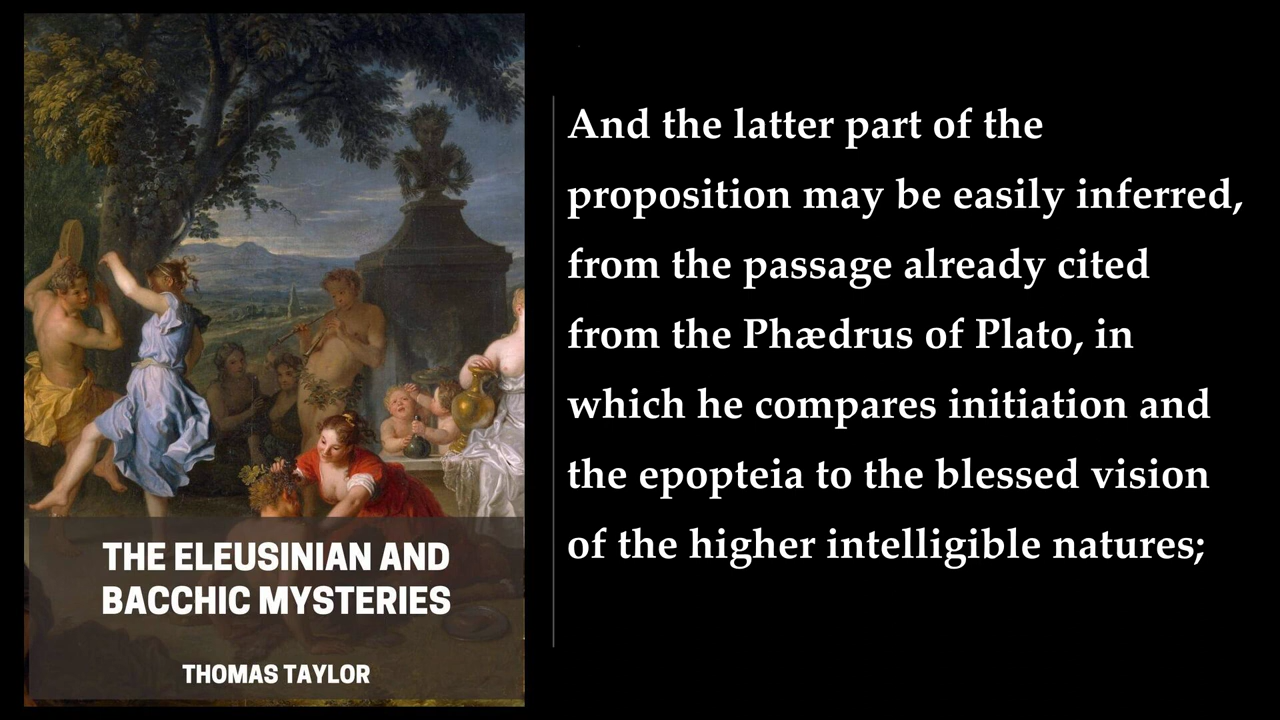 And the latter part of the
proposition may be easily inferred,
from the passage already cited
from the Phædrus of Plato, in
which he compares initiation and
the epopteia to the blessed vision
of the higher intelligible natures;
THE ELEUSINIAN AND
BACCHIC MYSTERIES
THOMAS TAYLOR